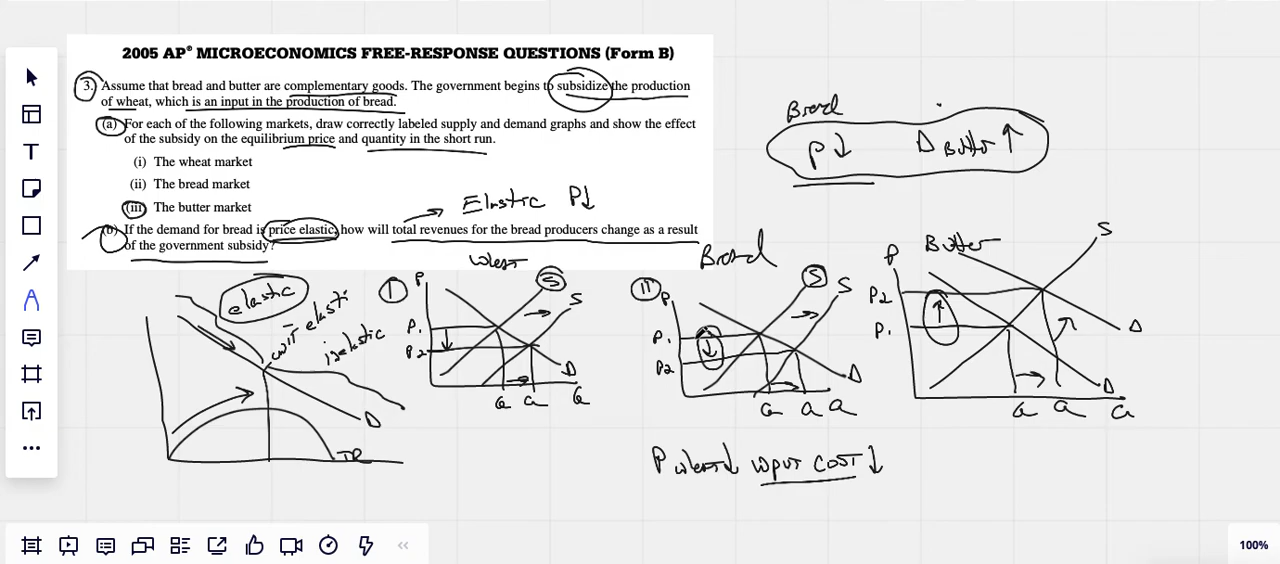 2005 AP® MICROECONOMICS FREE-RESPONSE QUESTIONS (Form B)
3. Assume that bread and butter are complementary goods. The government begins to subsidize the production
of wheat, which is an input in the production of bread.
(a) For each of the following markets, draw correctly labeled supply and demand graphs and show the effect
of the subsidy on the equilibrium price and quantity in the short run.
(i) The wheat market
(ii) The bread market
(iii) The butter market
(b) If the demand for bread is price elastic, how will total revenues for the bread producers change as a result
of the government subsidy?
T
Bread
P↓ D Butter ↑
→ Elastic P↓
elastic
unit elasti
inelastic
D
TR
I
Wheat
P
S
S
P1
P2
D
Q Q Q
II
Bread
P
S
S
P1
P2
D
Q Q Q
Butter
P
S
P2
P1
D
D
Q Q Q
P wheat↓ input cost ↓
100%